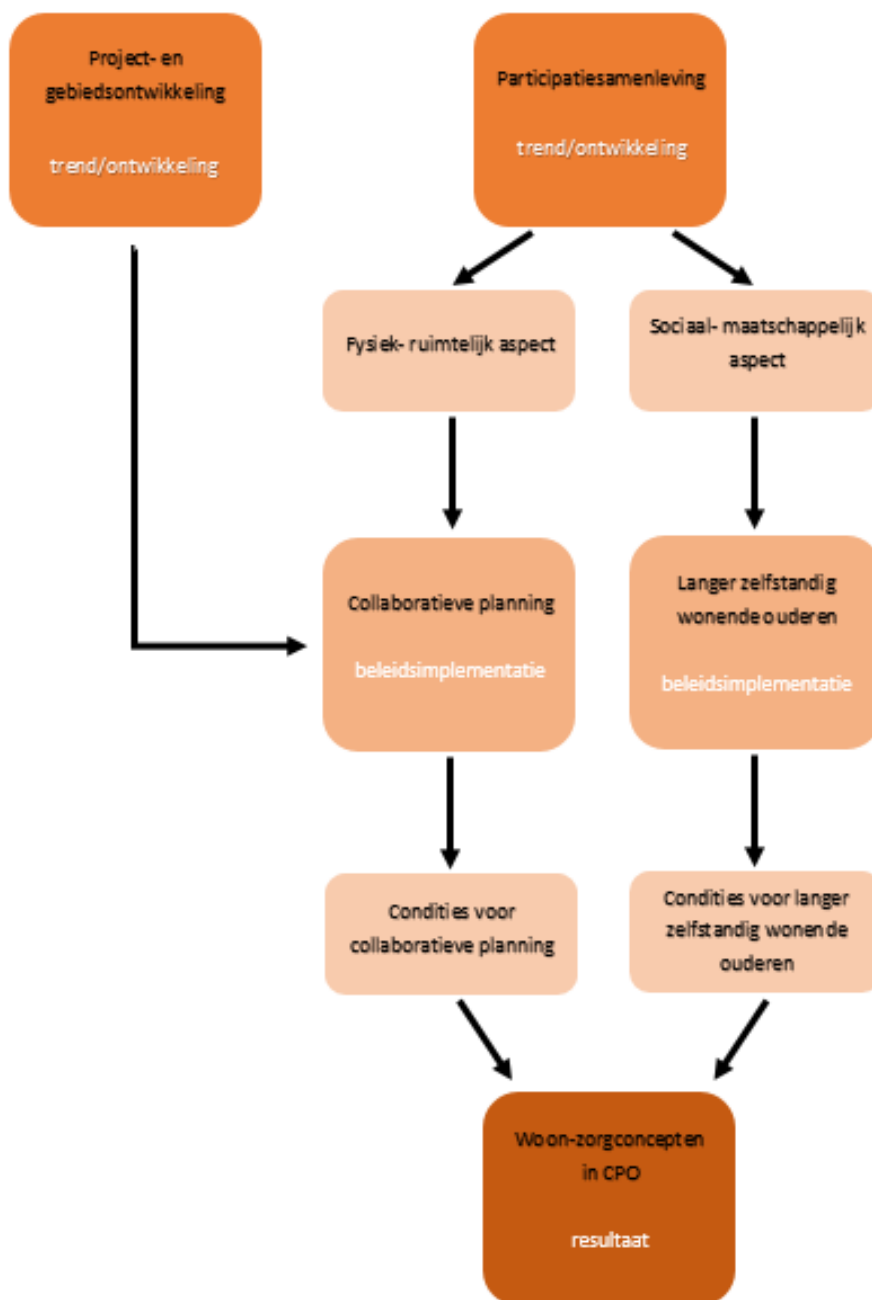 Project- en
gebiedsontwikkeling
trend/ontwikkeling
Participatiesamenleving
trend/ontwikkeling
Fysiek- ruimtelijk aspect
Sociaal- maatschappelijk
aspect
Collaboratieve planning
beleidsimplementatie
Langer zelfstandig
wonende ouderen
beleidsimplementatie
Condities voor
collaboratieve planning
Condities voor langer
zelfstandig wonende
ouderen
Woon-zorgconcepten
in CPO
resultaat